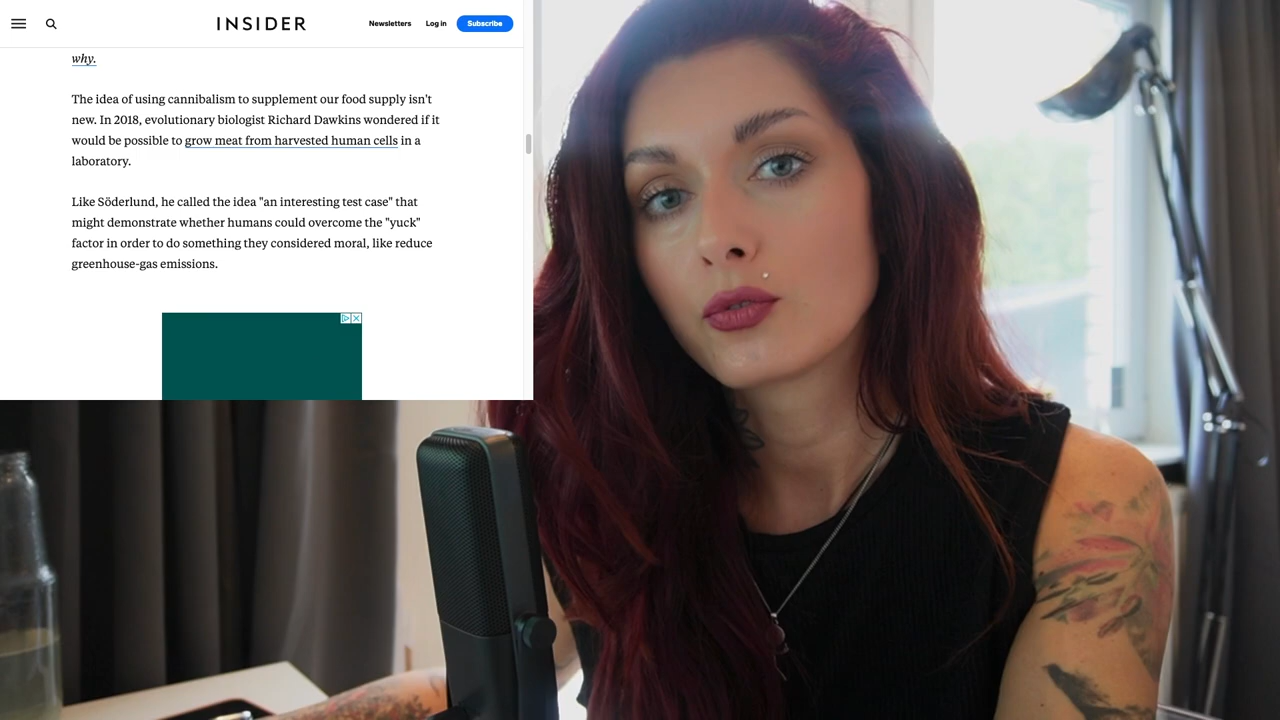 INSIDER
Newsletters
Log in
Subscribe
why.
The idea of using cannibalism to supplement our food supply isn't
new. In 2018, evolutionary biologist Richard Dawkins wondered if it
would be possible to grow meat from harvested human cells in a
laboratory.
Like Söderlund, he called the idea "an interesting test case" that
might demonstrate whether humans could overcome the "yuck"
factor in order to do something they considered moral, like reduce
greenhouse-gas emissions.